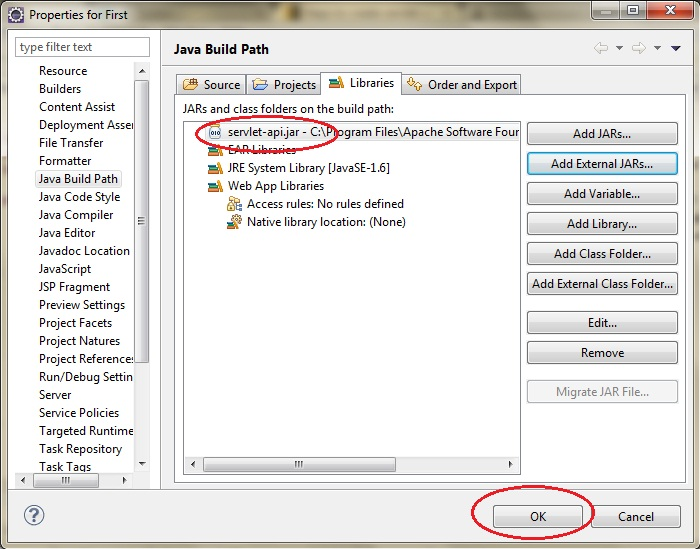 Properties for First
type filter text
Resource
Builders
Content Assist
Deployment Asse
File Transfer
Formatter
Java Build Path
Java Code Style
Java Compiler
Java Editor
Javadoc Location
JavaScript
JSP Fragment
Preview Settings
Project Facets
Project Natures
Project Reference
Run/Debug Settin
Server
Service Policies
Targeted Runtime
Task Repository
Task Tags
Java Build Path
Source
Projects
Libraries
Order and Export
JARs and class folders on the build path:
servlet-api.jar - C:\Program Files\Apache Software Four
EAR Libraries
JRE System Library [JavaSE-1.6]
Web App Libraries
Access rules: No rules defined
Native library location: (None)
Add JARs...
Add External JARs...
Add Variable...
Add Library...
Add Class Folder...
Add External Class Folder...
Edit...
Remove
Migrate JAR File...
OK
Cancel